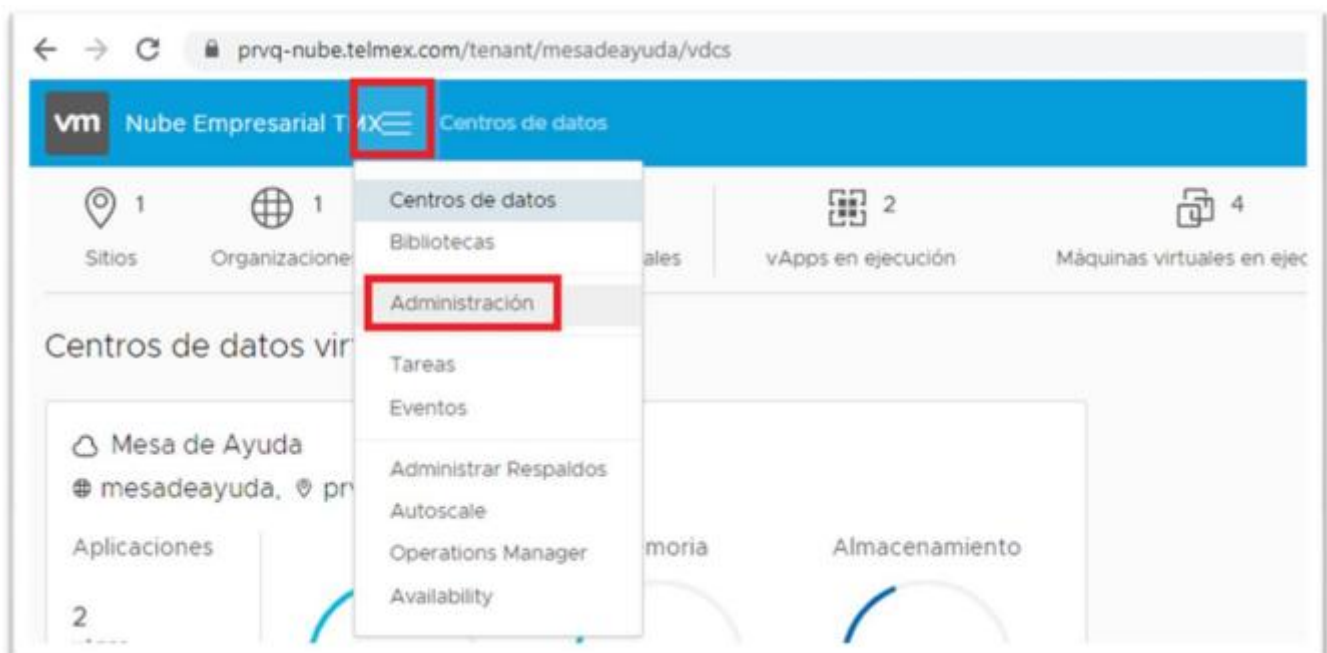 prvq-nube.telmex.com/tenant/mesadeayuda/vdcs
vm Nube Empresarial TMX Centros de datos
1 1 2 4
Sitios Organizacione ales vApps en ejecución Máquinas virtuales en ejec
Centros de datos
Bibliotecas
Administración
Tareas
Eventos
Administrar Respaldos
Autoscale
Operations Manager
Availability
Centros de datos vir
Mesa de Ayuda
mesadeayuda, prv
Aplicaciones moria Almacenamiento
2